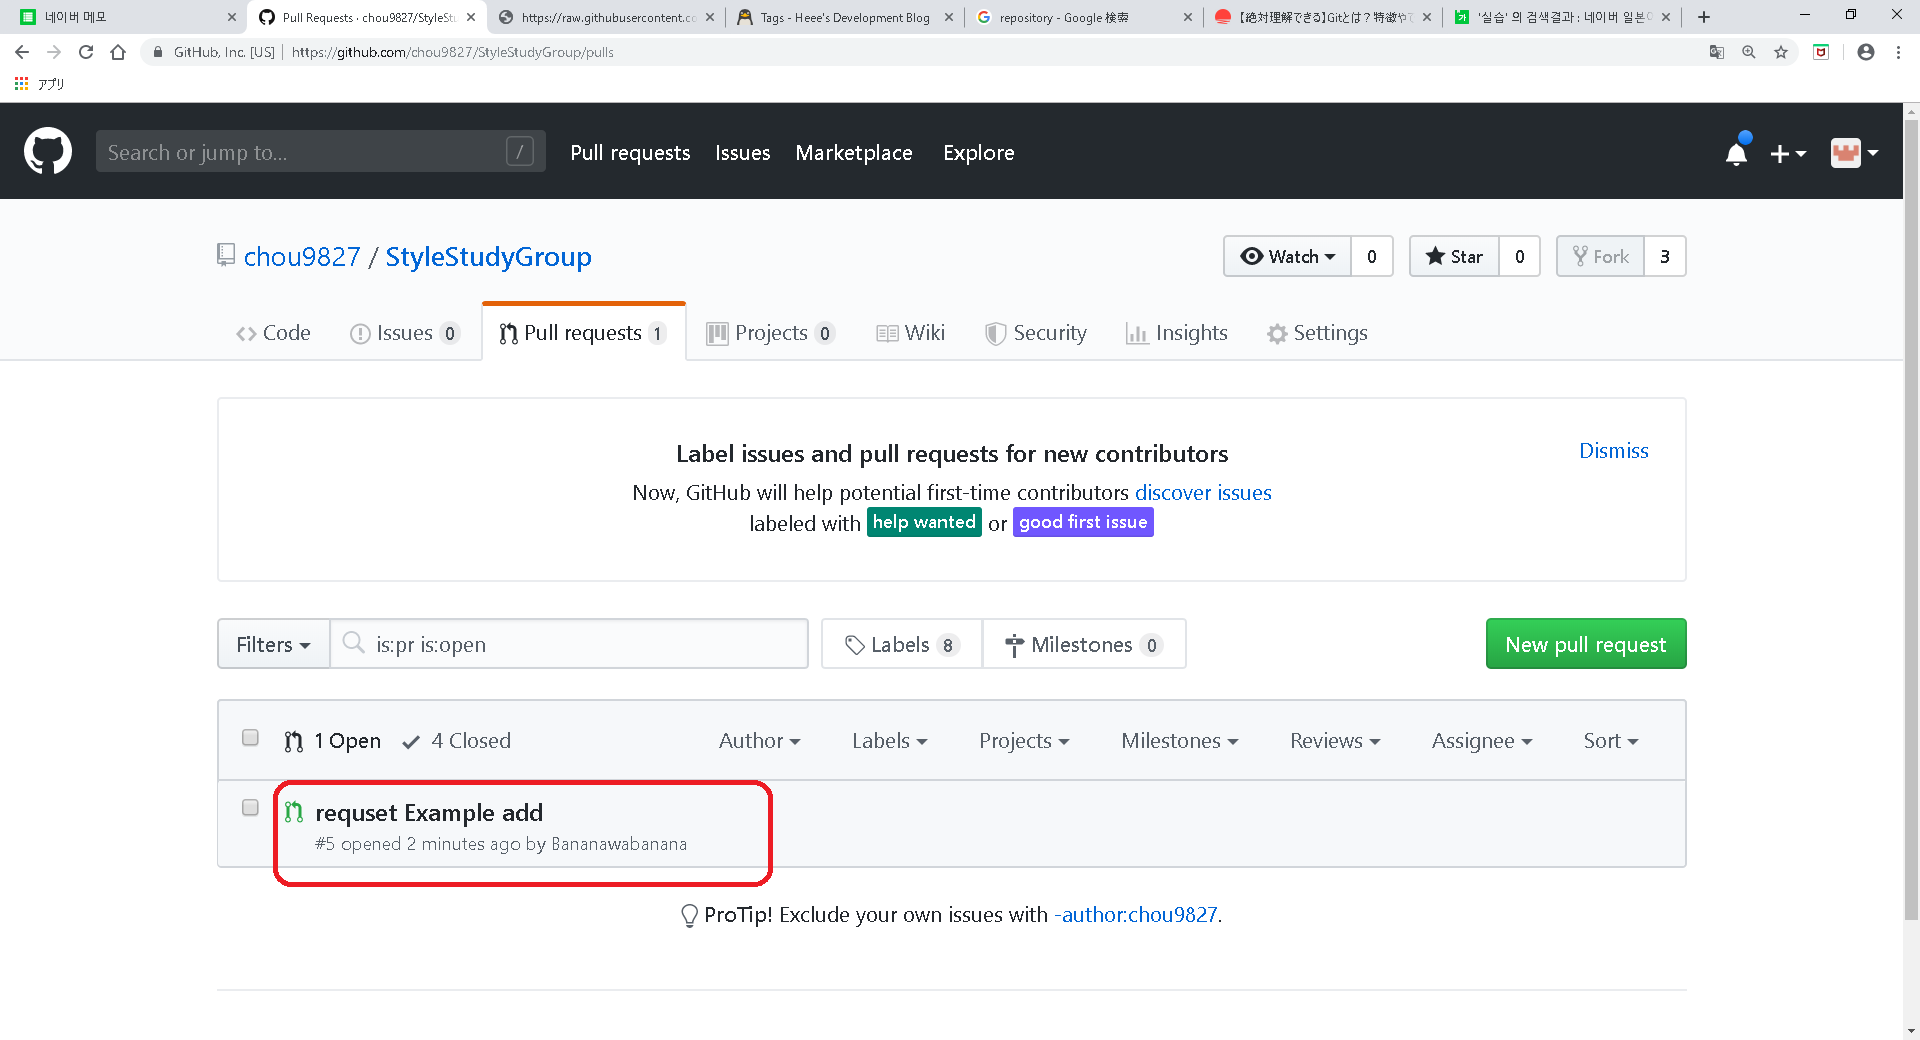 네이버 메모
Pull Requests · chou9827/StyleStu
https://raw.githubusercontent.co
Tags - Heee's Development Blog
repository - Google 検索
【絶対理解できる】Gitとは？特徴や
'실습' 의 검색결과 : 네이버 일본어
GitHub, Inc. [US] | https://github.com/chou9827/StyleStudyGroup/pulls
アプリ
Search or jump to... /
Pull requests Issues Marketplace Explore
chou9827 / StyleStudyGroup
Watch 0 Star 0 Fork 3
Code Issues 0 Pull requests 1 Projects 0 Wiki Security Insights Settings
Label issues and pull requests for new contributors
Dismiss
Now, GitHub will help potential first-time contributors discover issues
labeled with help wanted or good first issue
Filters is:pr is:open Labels 8 Milestones 0 New pull request
1 Open 4 Closed Author Labels Projects Milestones Reviews Assignee Sort
requset Example add
#5 opened 2 minutes ago by Bananawabanana
ProTip! Exclude your own issues with -author:chou9827.